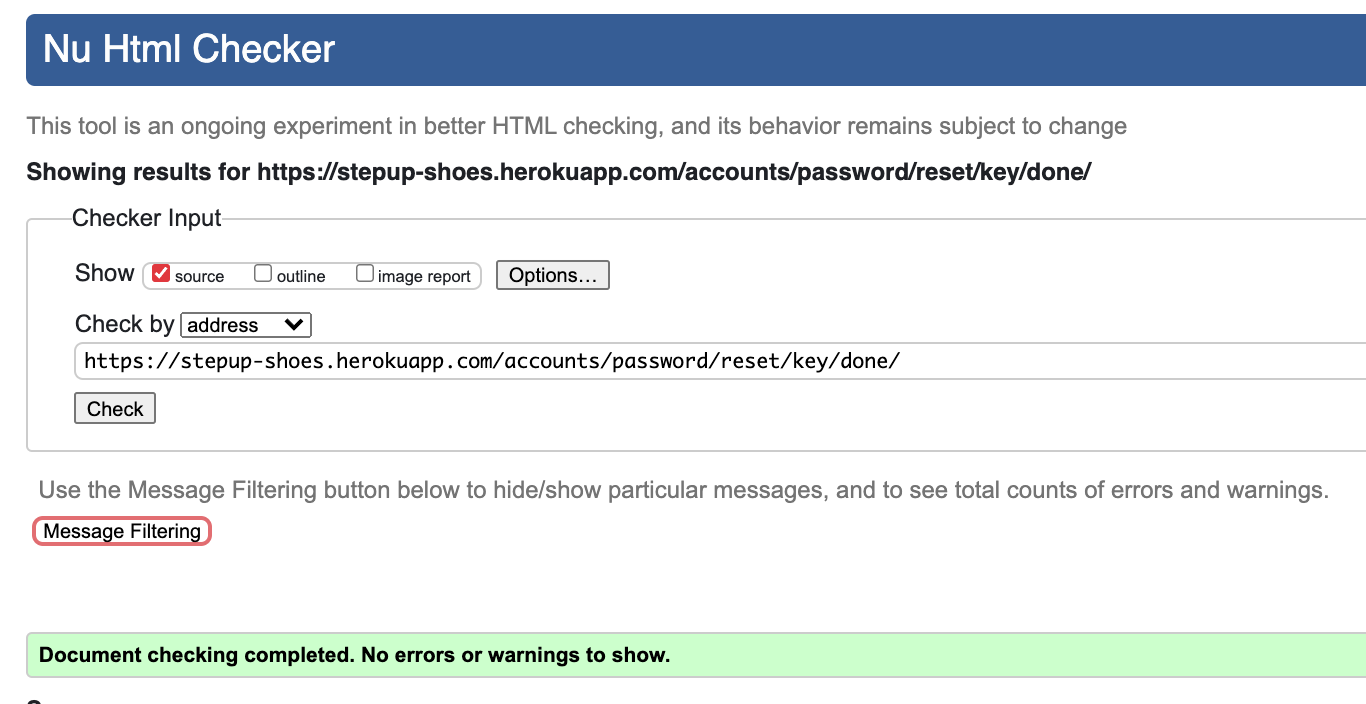 Nu Html Checker
This tool is an ongoing experiment in better HTML checking, and its behavior remains subject to change
Showing results for https://stepup-shoes.herokuapp.com/accounts/password/reset/key/done/
Checker Input
Show source outline image report Options...
Check by address
https://stepup-shoes.herokuapp.com/accounts/password/reset/key/done/
Check
Use the Message Filtering button below to hide/show particular messages, and to see total counts of errors and warnings.
Message Filtering
Document checking completed. No errors or warnings to show.